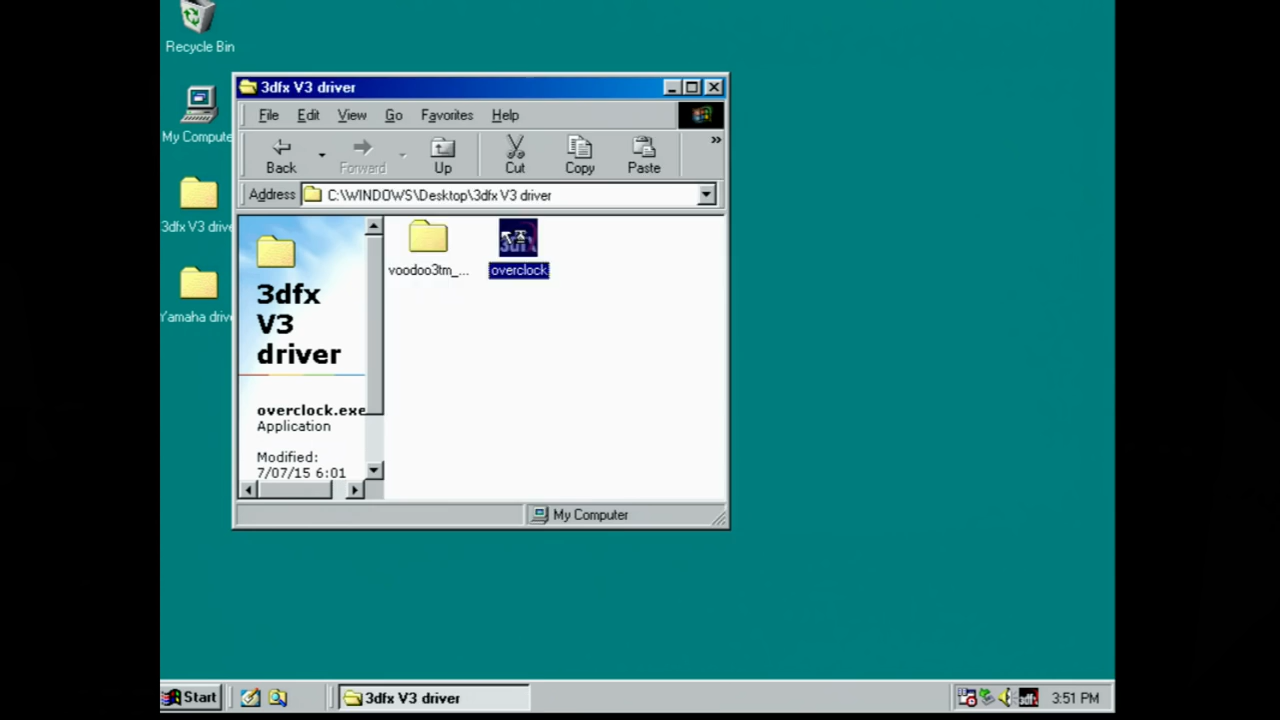 Recycle Bin
My Compute
3dfx V3 drive
Yamaha drive
3dfx V3 driver
File Edit View Go Favorites Help
Back Forward Up Cut Copy Paste
Address C:\WINDOWS\Desktop\3dfx V3 driver
voodoo3tm_...
overclock
3dfx
V3
driver
overclock.exe
Application
Modified:
7/07/15 6:01
My Computer
Start 3dfx V3 driver 3:51 PM